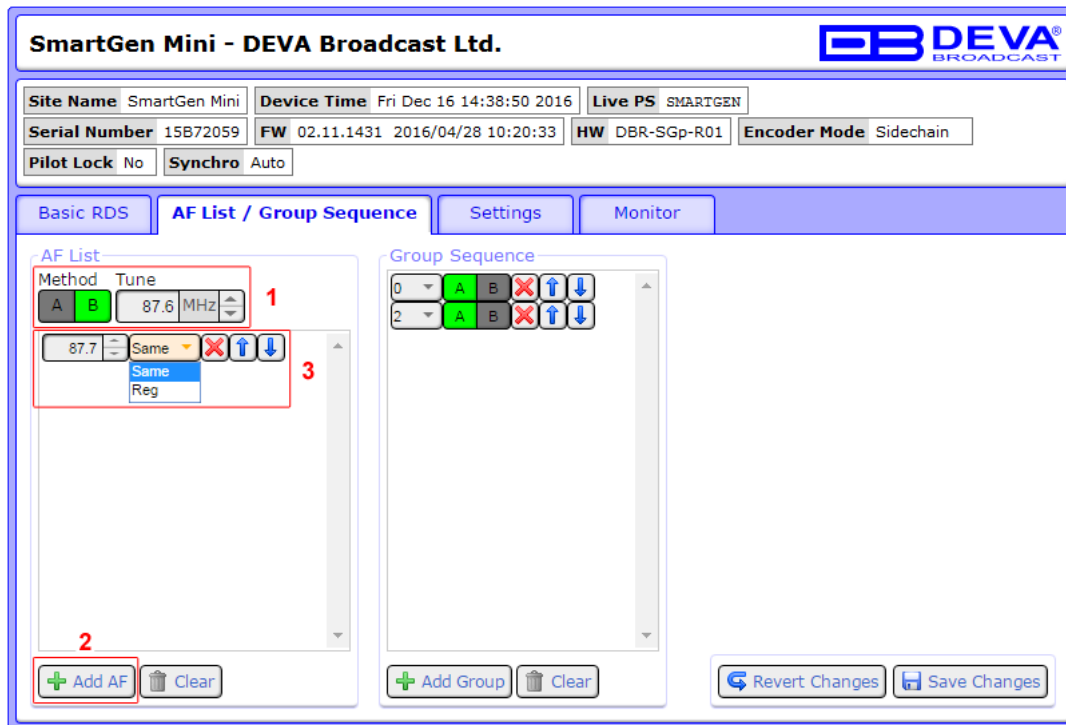 SmartGen Mini - DEVA Broadcast Ltd.
DEVA®
BROADCAST
Site Name SmartGen Mini Device Time Fri Dec 16 14:38:50 2016 Live PS SMARTGEN
Serial Number 15B72059 FW 02.11.1431 2016/04/28 10:20:33 HW DBR-SGp-R01 Encoder Mode Sidechain
Pilot Lock No Synchro Auto
Basic RDS AF List / Group Sequence Settings Monitor
AF List
Method Tune
A B 87.6 MHz 1
87.7 Same
Same
Reg
3
2
Add AF Clear
Group Sequence
0 A B
2 A B
Add Group Clear
Revert Changes Save Changes